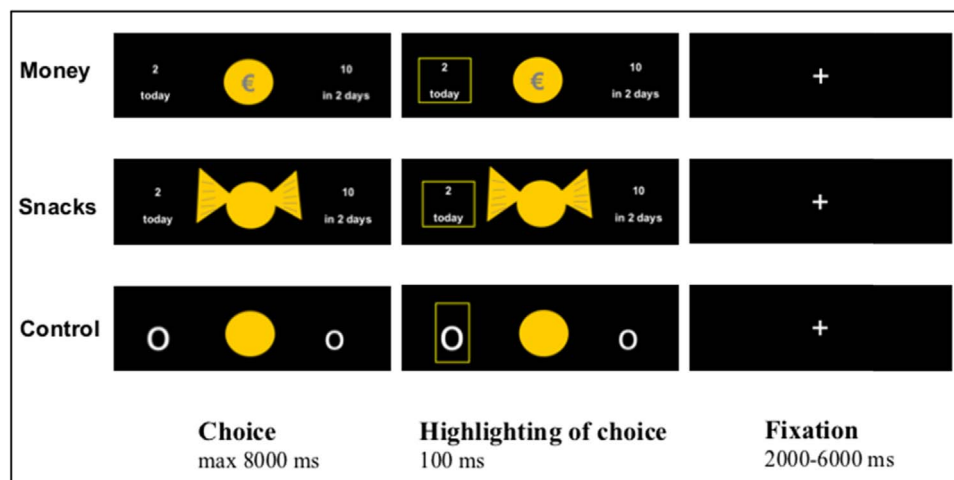 Money
2
today
€
10
in 2 days
2
today
€
10
in 2 days
+
Snacks
2
today
10
in 2 days
2
today
10
in 2 days
+
Control
O
O
O
O
+
Choice
max 8000 ms
Highlighting of choice
100 ms
Fixation
2000-6000 ms